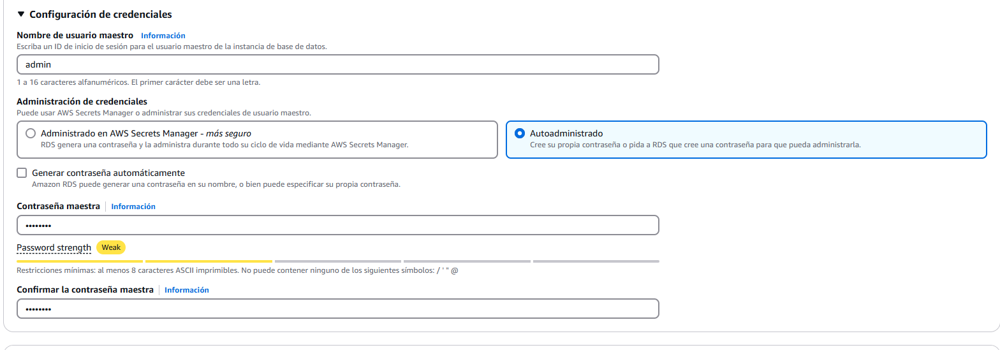 Configuración de credenciales
Nombre de usuario maestro Información
Escriba un ID de inicio de sesión para el usuario maestro de la instancia de base de datos.
admin
1 a 16 caracteres alfanuméricos. El primer carácter debe ser una letra.
Administración de credenciales
Puede usar AWS Secrets Manager o administrar sus credenciales de usuario maestro.
Administrado en AWS Secrets Manager - más seguro
RDS genera una contraseña y la administra durante todo su ciclo de vida mediante AWS Secrets Manager.
Autoadministrado
Cree su propia contraseña o pida a RDS que cree una contraseña para que pueda administrarla.
Generar contraseña automáticamente
Amazon RDS puede generar una contraseña en su nombre, o bien puede especificar su propia contraseña.
Contraseña maestra Información
••••••••
Password strength Weak
Restricciones mínimas: al menos 8 caracteres ASCII imprimibles. No puede contener ninguno de los siguientes símbolos: / ' " @
Confirmar la contraseña maestra Información
••••••••